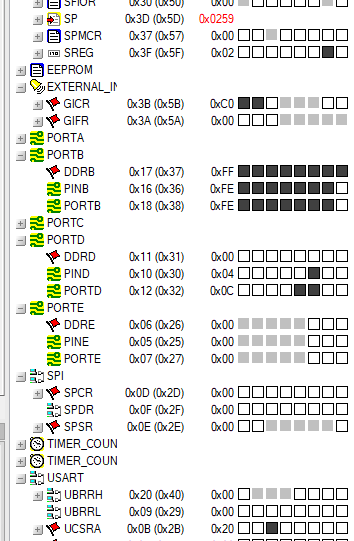 SFIOR 0x30 (0x50) 0x00
SP 0x3D (0x5D) 0x0259
SPMCR 0x37 (0x57) 0x00
SREG 0x3F (0x5F) 0x02
EEPROM
EXTERNAL_IN
GICR 0x3B (0x5B) 0xC0
GIFR 0x3A (0x5A) 0x00
PORTA
PORTB
DDRB 0x17 (0x37) 0xFF
PINB 0x16 (0x36) 0xFE
PORTB 0x18 (0x38) 0xFE
PORTC
PORTD
DDRD 0x11 (0x31) 0x00
PIND 0x10 (0x30) 0x04
PORTD 0x12 (0x32) 0x0C
PORTE
DDRE 0x06 (0x26) 0x00
PINE 0x05 (0x25) 0x00
PORTE 0x07 (0x27) 0x00
SPI
SPCR 0x0D (0x2D) 0x00
SPDR 0x0F (0x2F) 0x00
SPSR 0x0E (0x2E) 0x00
TIMER_COUN
TIMER_COUN
USART
UBRRH 0x20 (0x40) 0x00
UBRRL 0x09 (0x29) 0x00
UCSRA 0x0B (0x2B) 0x20